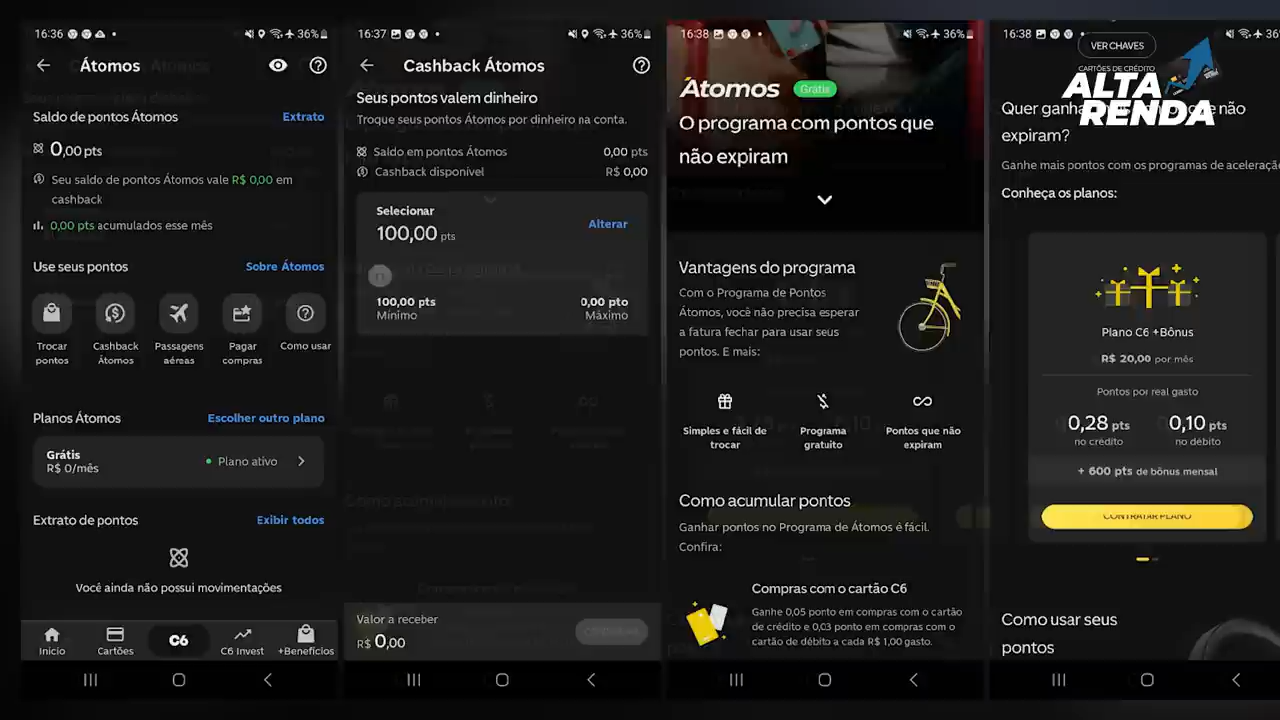 16:36
36%
Átomos
Saldo de pontos Átomos
Extrato
0,00 pts
Seu saldo de pontos Átomos vale R$ 0,00 em
cashback
0,00 pts acumulados esse mês
Use seus pontos
Sobre Átomos
Trocar
pontos
Cashback
Átomos
Passagens
aéreas
Pagar
compras
Como usar
Planos Átomos
Escolher outro plano
Grátis
R$ 0/mês
Plano ativo
Extrato de pontos
Exibir todos
Você ainda não possui movimentações
Início
Cartões
C6
C6 Invest
+Benefícios
16:37
36%
Cashback Átomos
Seus pontos valem dinheiro
Troque seus pontos Átomos por dinheiro na conta.
Saldo em pontos Átomos
0,00 pts
Cashback disponível
R$ 0,00
Selecionar
100,00 pts
Alterar
100,00 pts
Mínimo
0,00 pto
Máximo
Valor a receber
R$ 0,00
16:38
36%
Átomos
Grátis
O programa com pontos que
não expiram
Vantagens do programa
Com o Programa de Pontos
Átomos, você não precisa esperar
a fatura fechar para usar seus
pontos. E mais:
Simples e fácil de
trocar
Programa
gratuito
Pontos que não
expiram
Como acumular pontos
Ganhar pontos no Programa de Átomos é fácil.
Confira:
Compras com o cartão C6
Ganhe 0,05 ponto em compras com o cartão
de crédito e 0,03 ponto em compras com o
cartão de débito a cada R$ 1,00 gasto.
16:38
36
VER CHAVES
CARTÕES DE CRÉDITO
ALTA
RENDA
Quer ganha e não
expiram?
Ganhe mais pontos com os programas de aceleraçã
Conheça os planos:
Plano C6 +Bônus
R$ 20,00 por mês
Pontos por real gasto
0,28 pts
no crédito
0,10 pts
no débito
+ 600 pts de bônus mensal
CONTRATAR PLANO
Como usar seus
pontos